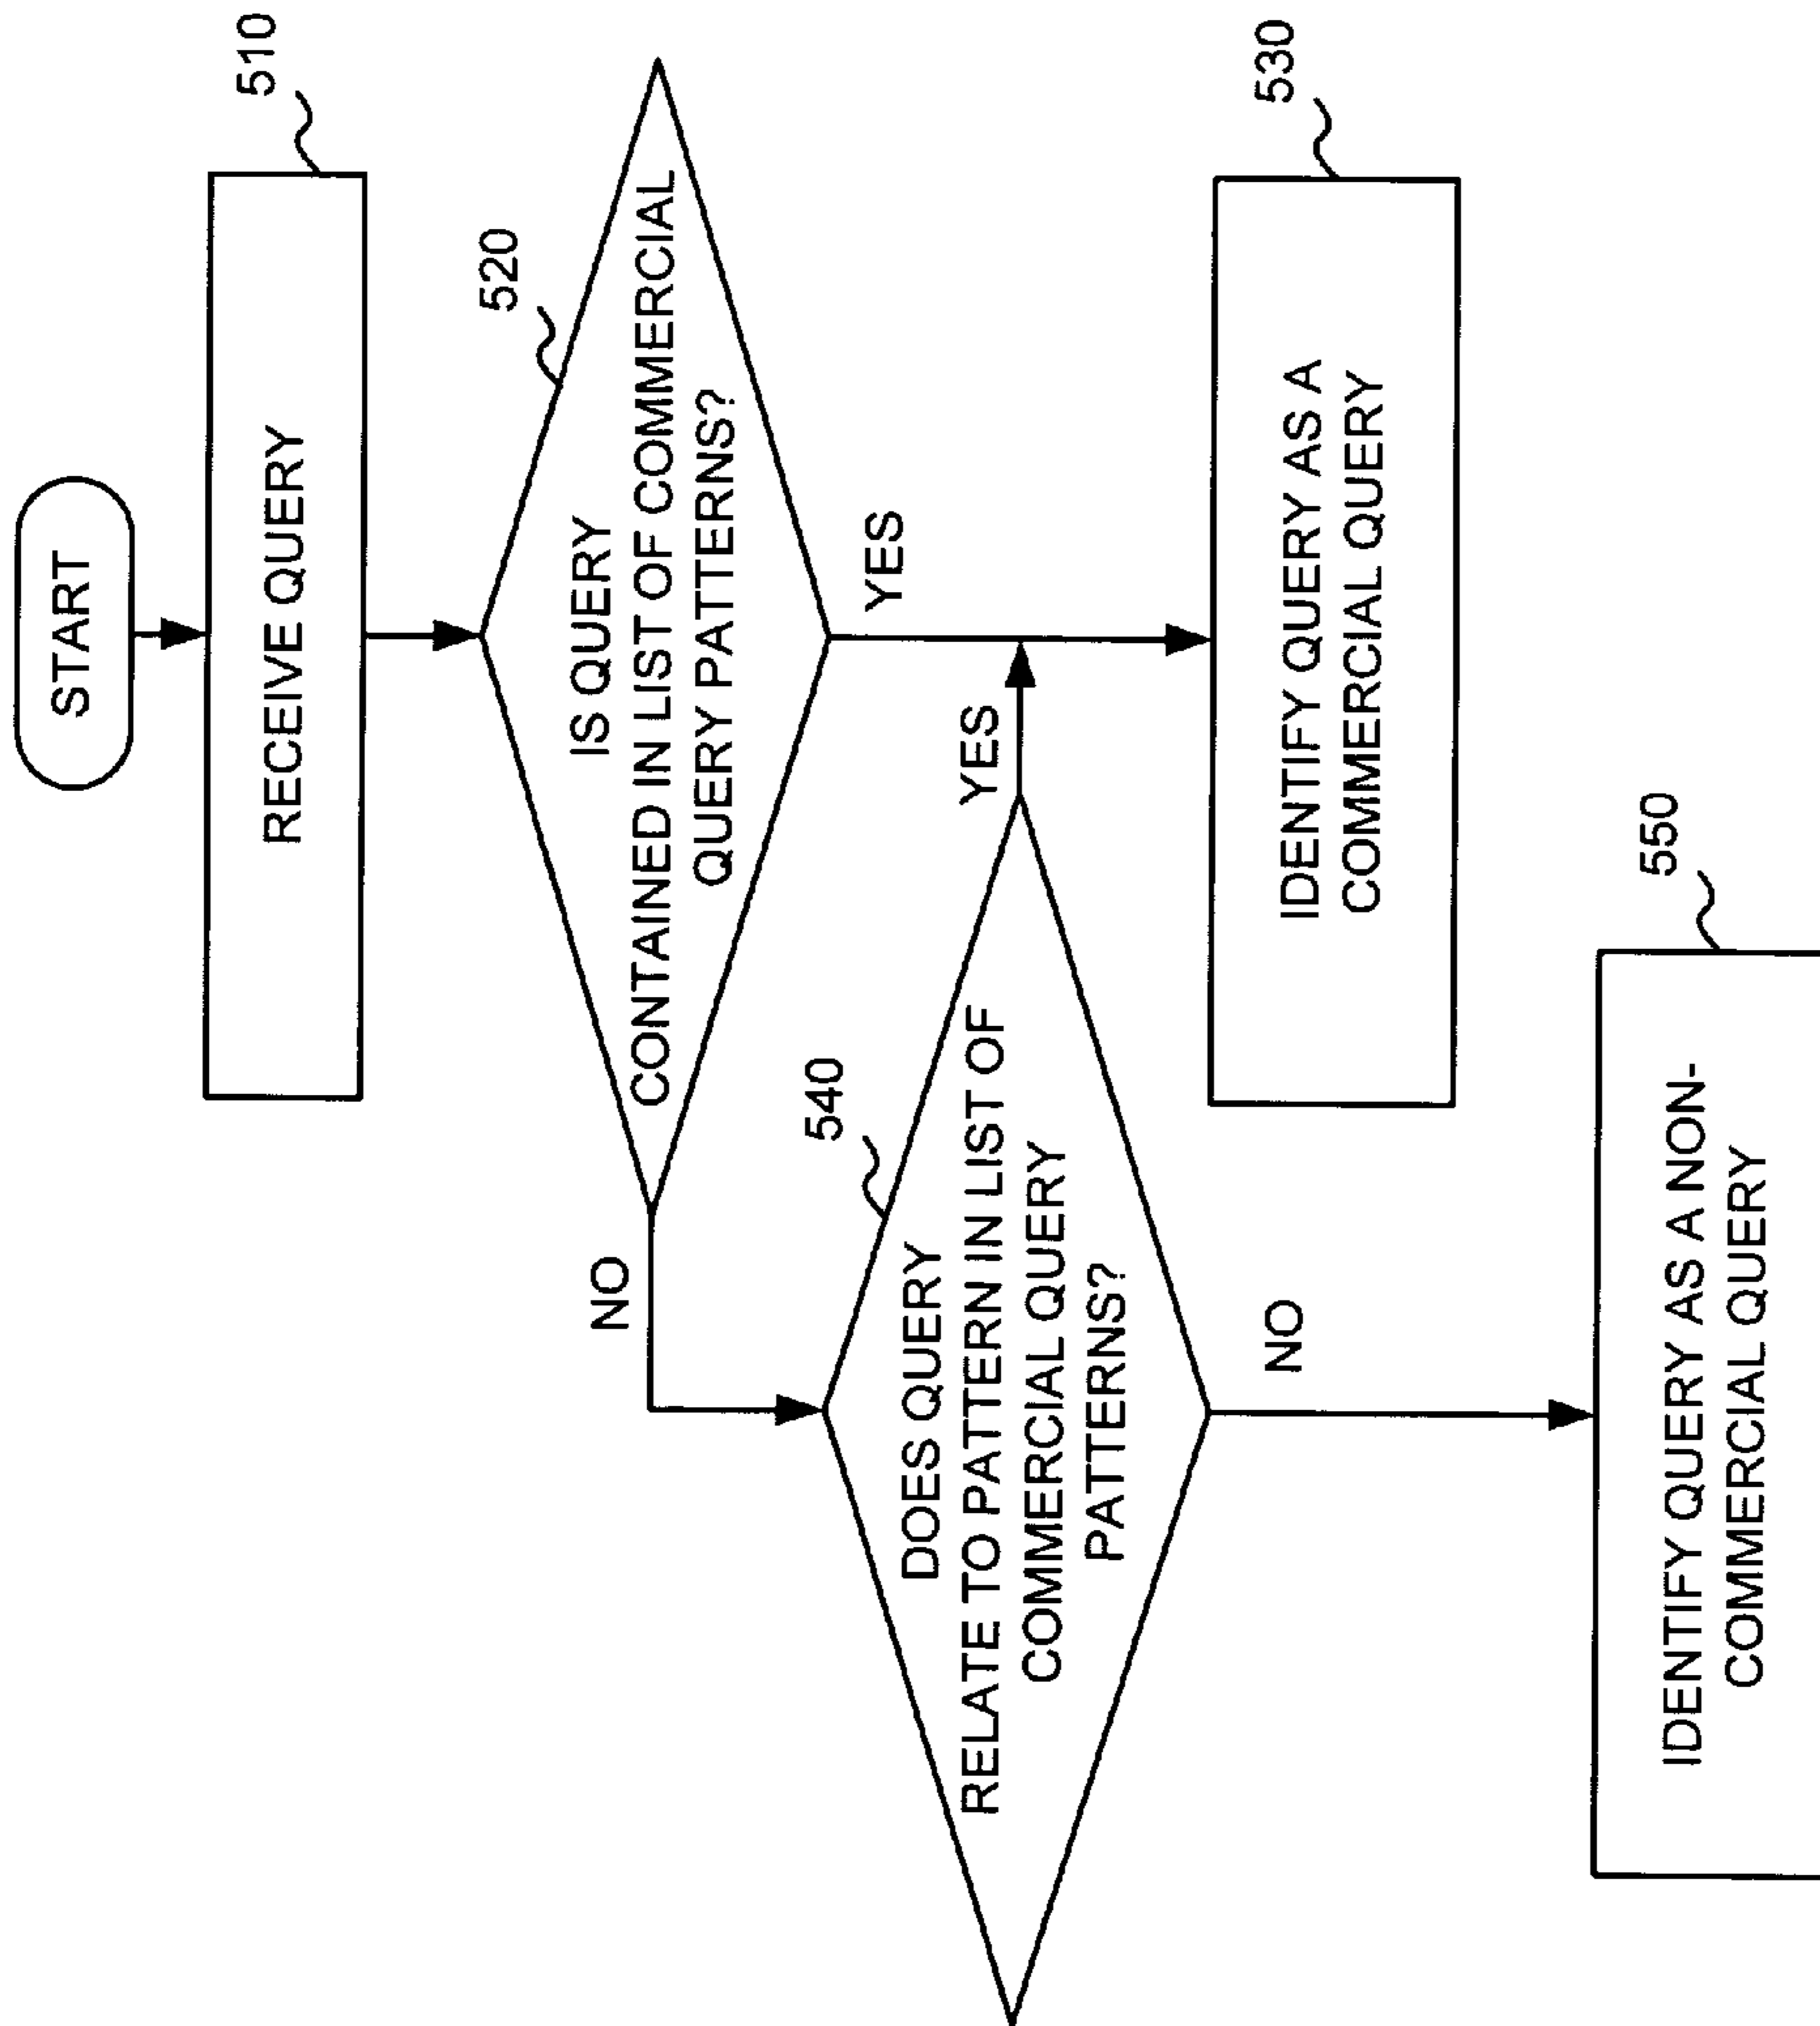 START
510
RECEIVE QUERY
520
IS QUERY
CONTAINED IN LIST OF COMMERCIAL
QUERY PATTERNS?
YES
NO
530
IDENTIFY QUERY AS A
COMMERCIAL QUERY
540
DOES QUERY
RELATE TO PATTERN IN LIST OF
COMMERCIAL QUERY
PATTERNS?
YES
NO
550
IDENTIFY QUERY AS A NON-
COMMERCIAL QUERY